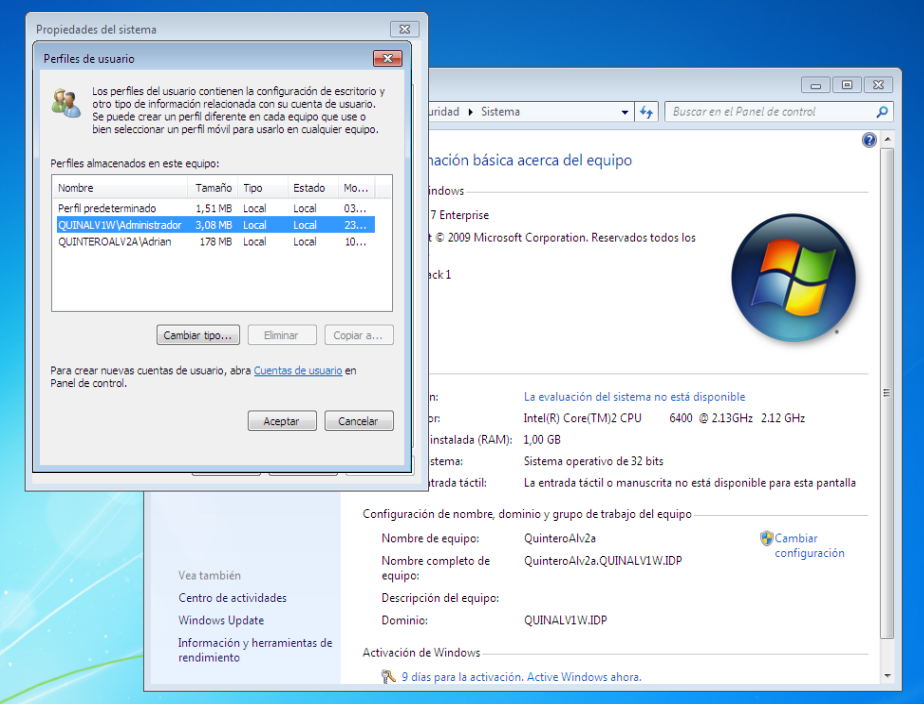 Propiedades del sistema
Perfiles de usuario
Los perfiles del usuario contienen la configuración de escritorio y
otro tipo de información relacionada con su cuenta de usuario.
Se puede crear un perfil diferente en cada equipo que use o
bien seleccionar un perfil móvil para usarlo en cualquier equipo.
Perfiles almacenados en este equipo:
Nombre Tamaño Tipo Estado Mo...
Perfil predeterminado 1,51 MB Local Local 03...
QUINALV1W\Administrador 3,08 MB Local Local 23...
QUINTEROALV2A\Adrian 178 MB Local Local 10...
Cambiar tipo... Eliminar Copiar a...
Para crear nuevas cuentas de usuario, abra Cuentas de usuario en
Panel de control.
Aceptar Cancelar
uridad Sistema
Buscar en el Panel de control
mación básica acerca del equipo
indows
7 Enterprise
t © 2009 Microsoft Corporation. Reservados todos los
ack 1
n: La evaluación del sistema no está disponible
or: Intel(R) Core(TM)2 CPU 6400 @ 2.13GHz 2.12 GHz
instalada (RAM): 1,00 GB
stema: Sistema operativo de 32 bits
ntrada táctil: La entrada táctil o manuscrita no está disponible para esta pantalla
Configuración de nombre, dominio y grupo de trabajo del equipo
Nombre de equipo: QuinteroAlv2a
Cambiar
configuración
Nombre completo de
equipo:
QuinteroAlv2a.QUINALV1W.IDP
Descripción del equipo:
Dominio: QUINALV1W.IDP
Activación de Windows
9 días para la activación. Active Windows ahora.
Vea también
Centro de actividades
Windows Update
Información y herramientas de
rendimiento